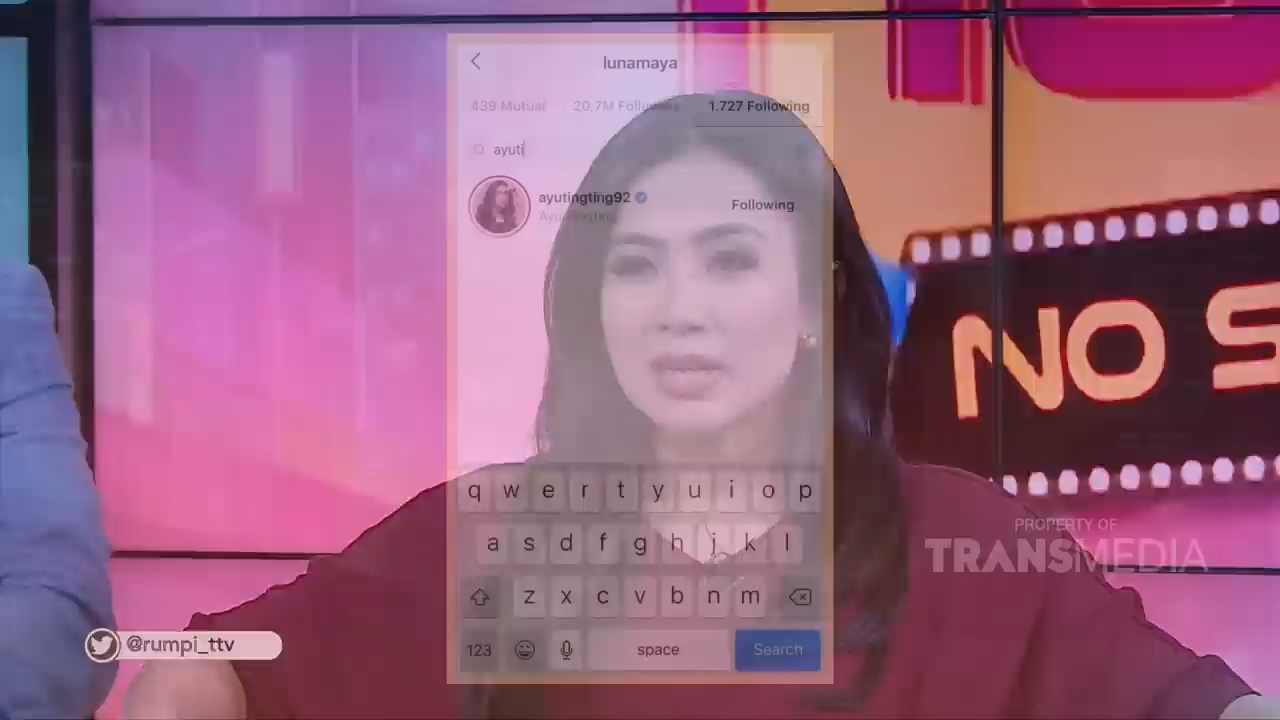 lunamaya
439 Mutual 20,7M Followers 1.727 Following
ayuti
ayutingting92
Following
q w e r t y u i o p
a s d f g h j k l
z x c v b n m
123 space Search
NO S
PROPERTY OF
TRANSMEDIA
@rumpi_ttv